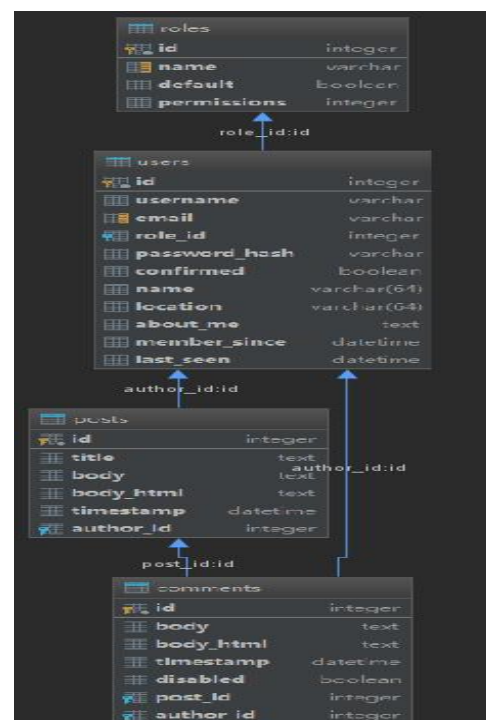 roles
id integer
name varchar
default boolean
permissions integer
role_id:id
users
id integer
username varchar
email varchar
role_id integer
password_hash varchar
confirmed boolean
name varchar(64)
location varchar(64)
about_me text
member_since datetime
last_seen datetime
author_id:id
posts
id integer
title text
author_id:id
body text
body_html text
timestamp datetime
author_id integer
post_id:id
comments
id integer
body text
body_html text
timestamp datetime
disabled boolean
post_id integer
author_id integer